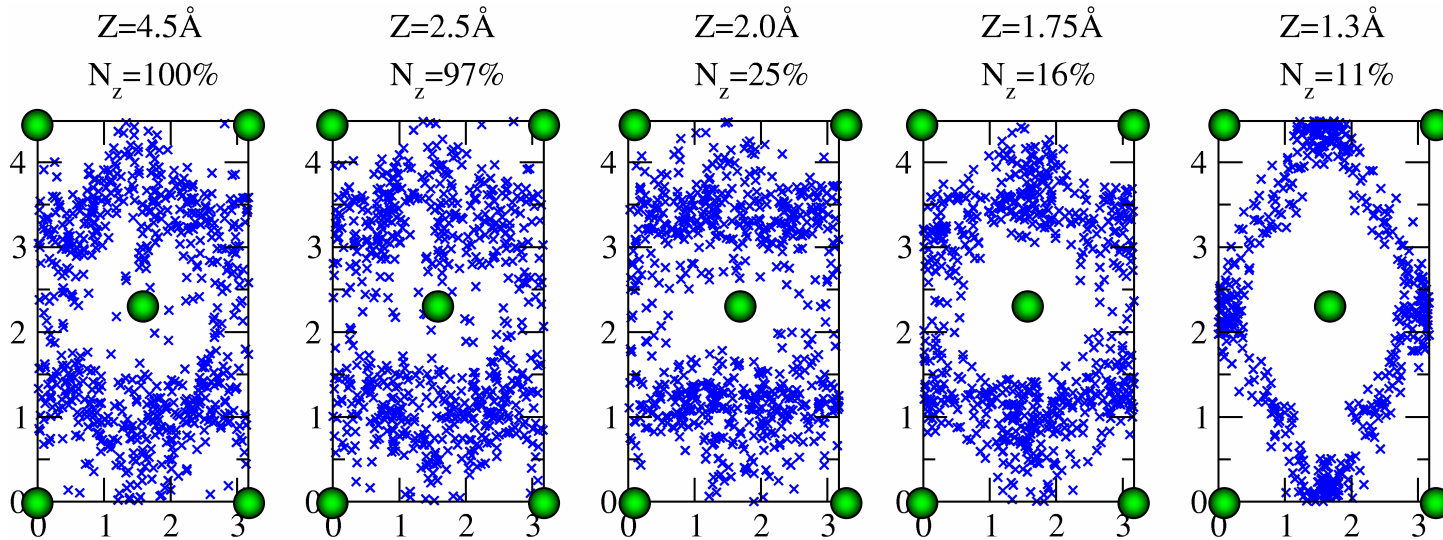 Z=4.5Å Z=2.5Å Z=2.0Å Z=1.75Å Z=1.3Å
N_z=100% N_z=97% N_z=25% N_z=16% N_z=11%
4 4 4 4 4
3 3 3 3 3
2 2 2 2 2
1 1 1 1 1
0 0 0 0 0
0 1 2 3 0 1 2 3 0 1 2 3 0 1 2 3 0 1 2 3